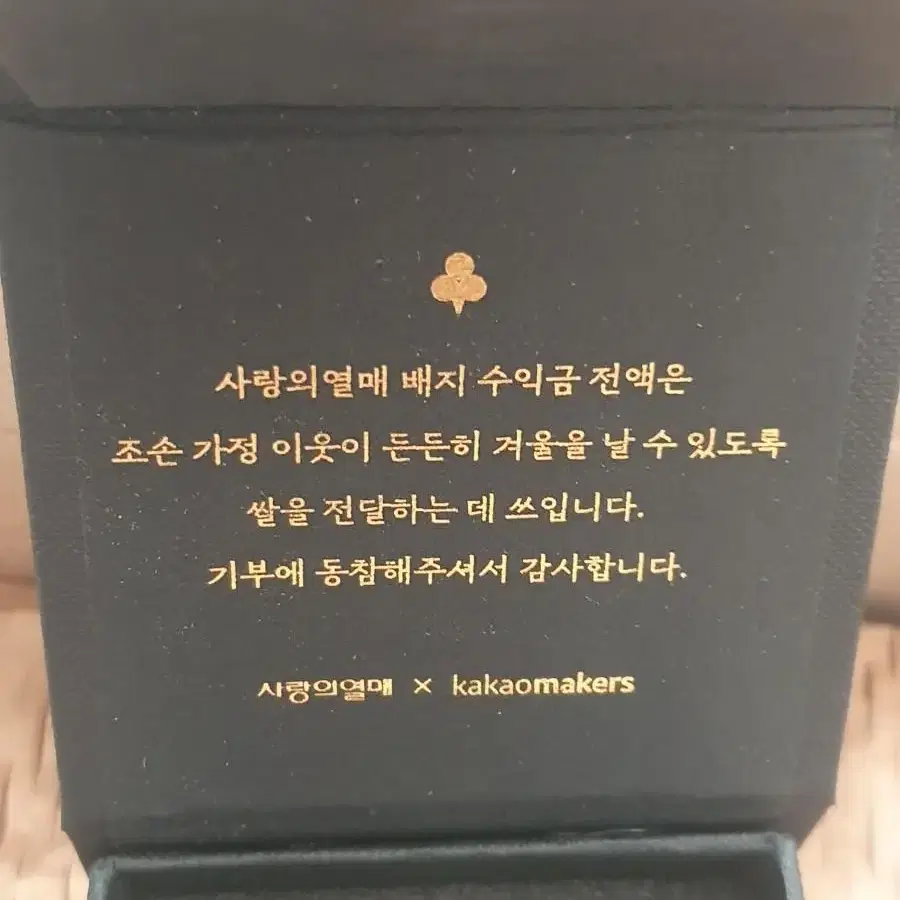 사랑의열매 배지 수익금 전액은
조손 가정 이웃이 든든히 겨울을 날 수 있도록
쌀을 전달하는 데 쓰입니다.
기부에 동참해주셔서 감사합니다.
사랑의열매 × kakaomakers